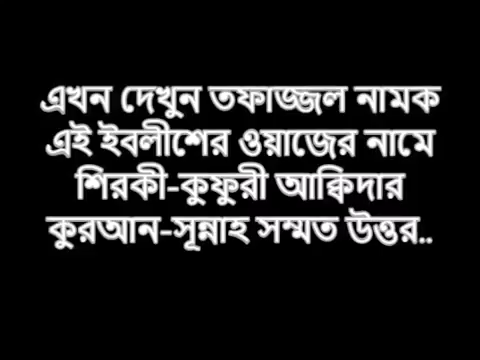 এখন দেখুন তফাজ্জল নামক
এই ইবলীশের ওয়াজের নামে
শিরকী-কুফুরী আক্বিদার
কুরআন-সূন্নাহ সম্মত উত্তর..